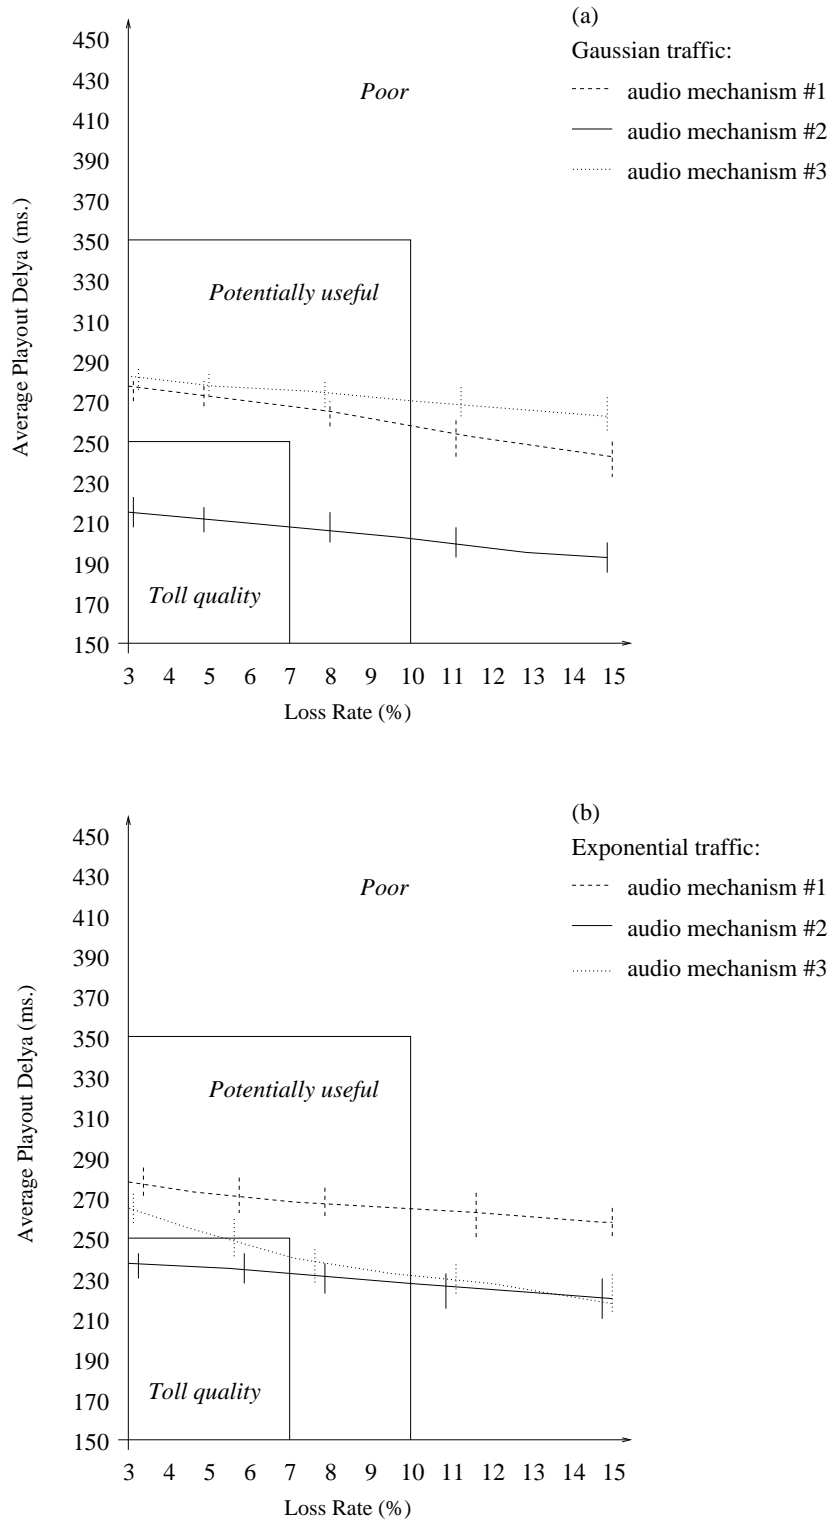 (a)
Gaussian traffic:
audio mechanism #1
audio mechanism #2
audio mechanism #3
450
430
410
390
370
350
330
310
290
270
250
230
210
190
170
150
Average Playout Delya (ms.)
Poor
Potentially useful
Toll quality
3 4 5 6 7 8 9 10 11 12 13 14 15
Loss Rate (%)
(b)
Exponential traffic:
audio mechanism #1
audio mechanism #2
audio mechanism #3
450
430
410
390
370
350
330
310
290
270
250
230
210
190
170
150
Average Playout Delya (ms.)
Poor
Potentially useful
Toll quality
3 4 5 6 7 8 9 10 11 12 13 14 15
Loss Rate (%)